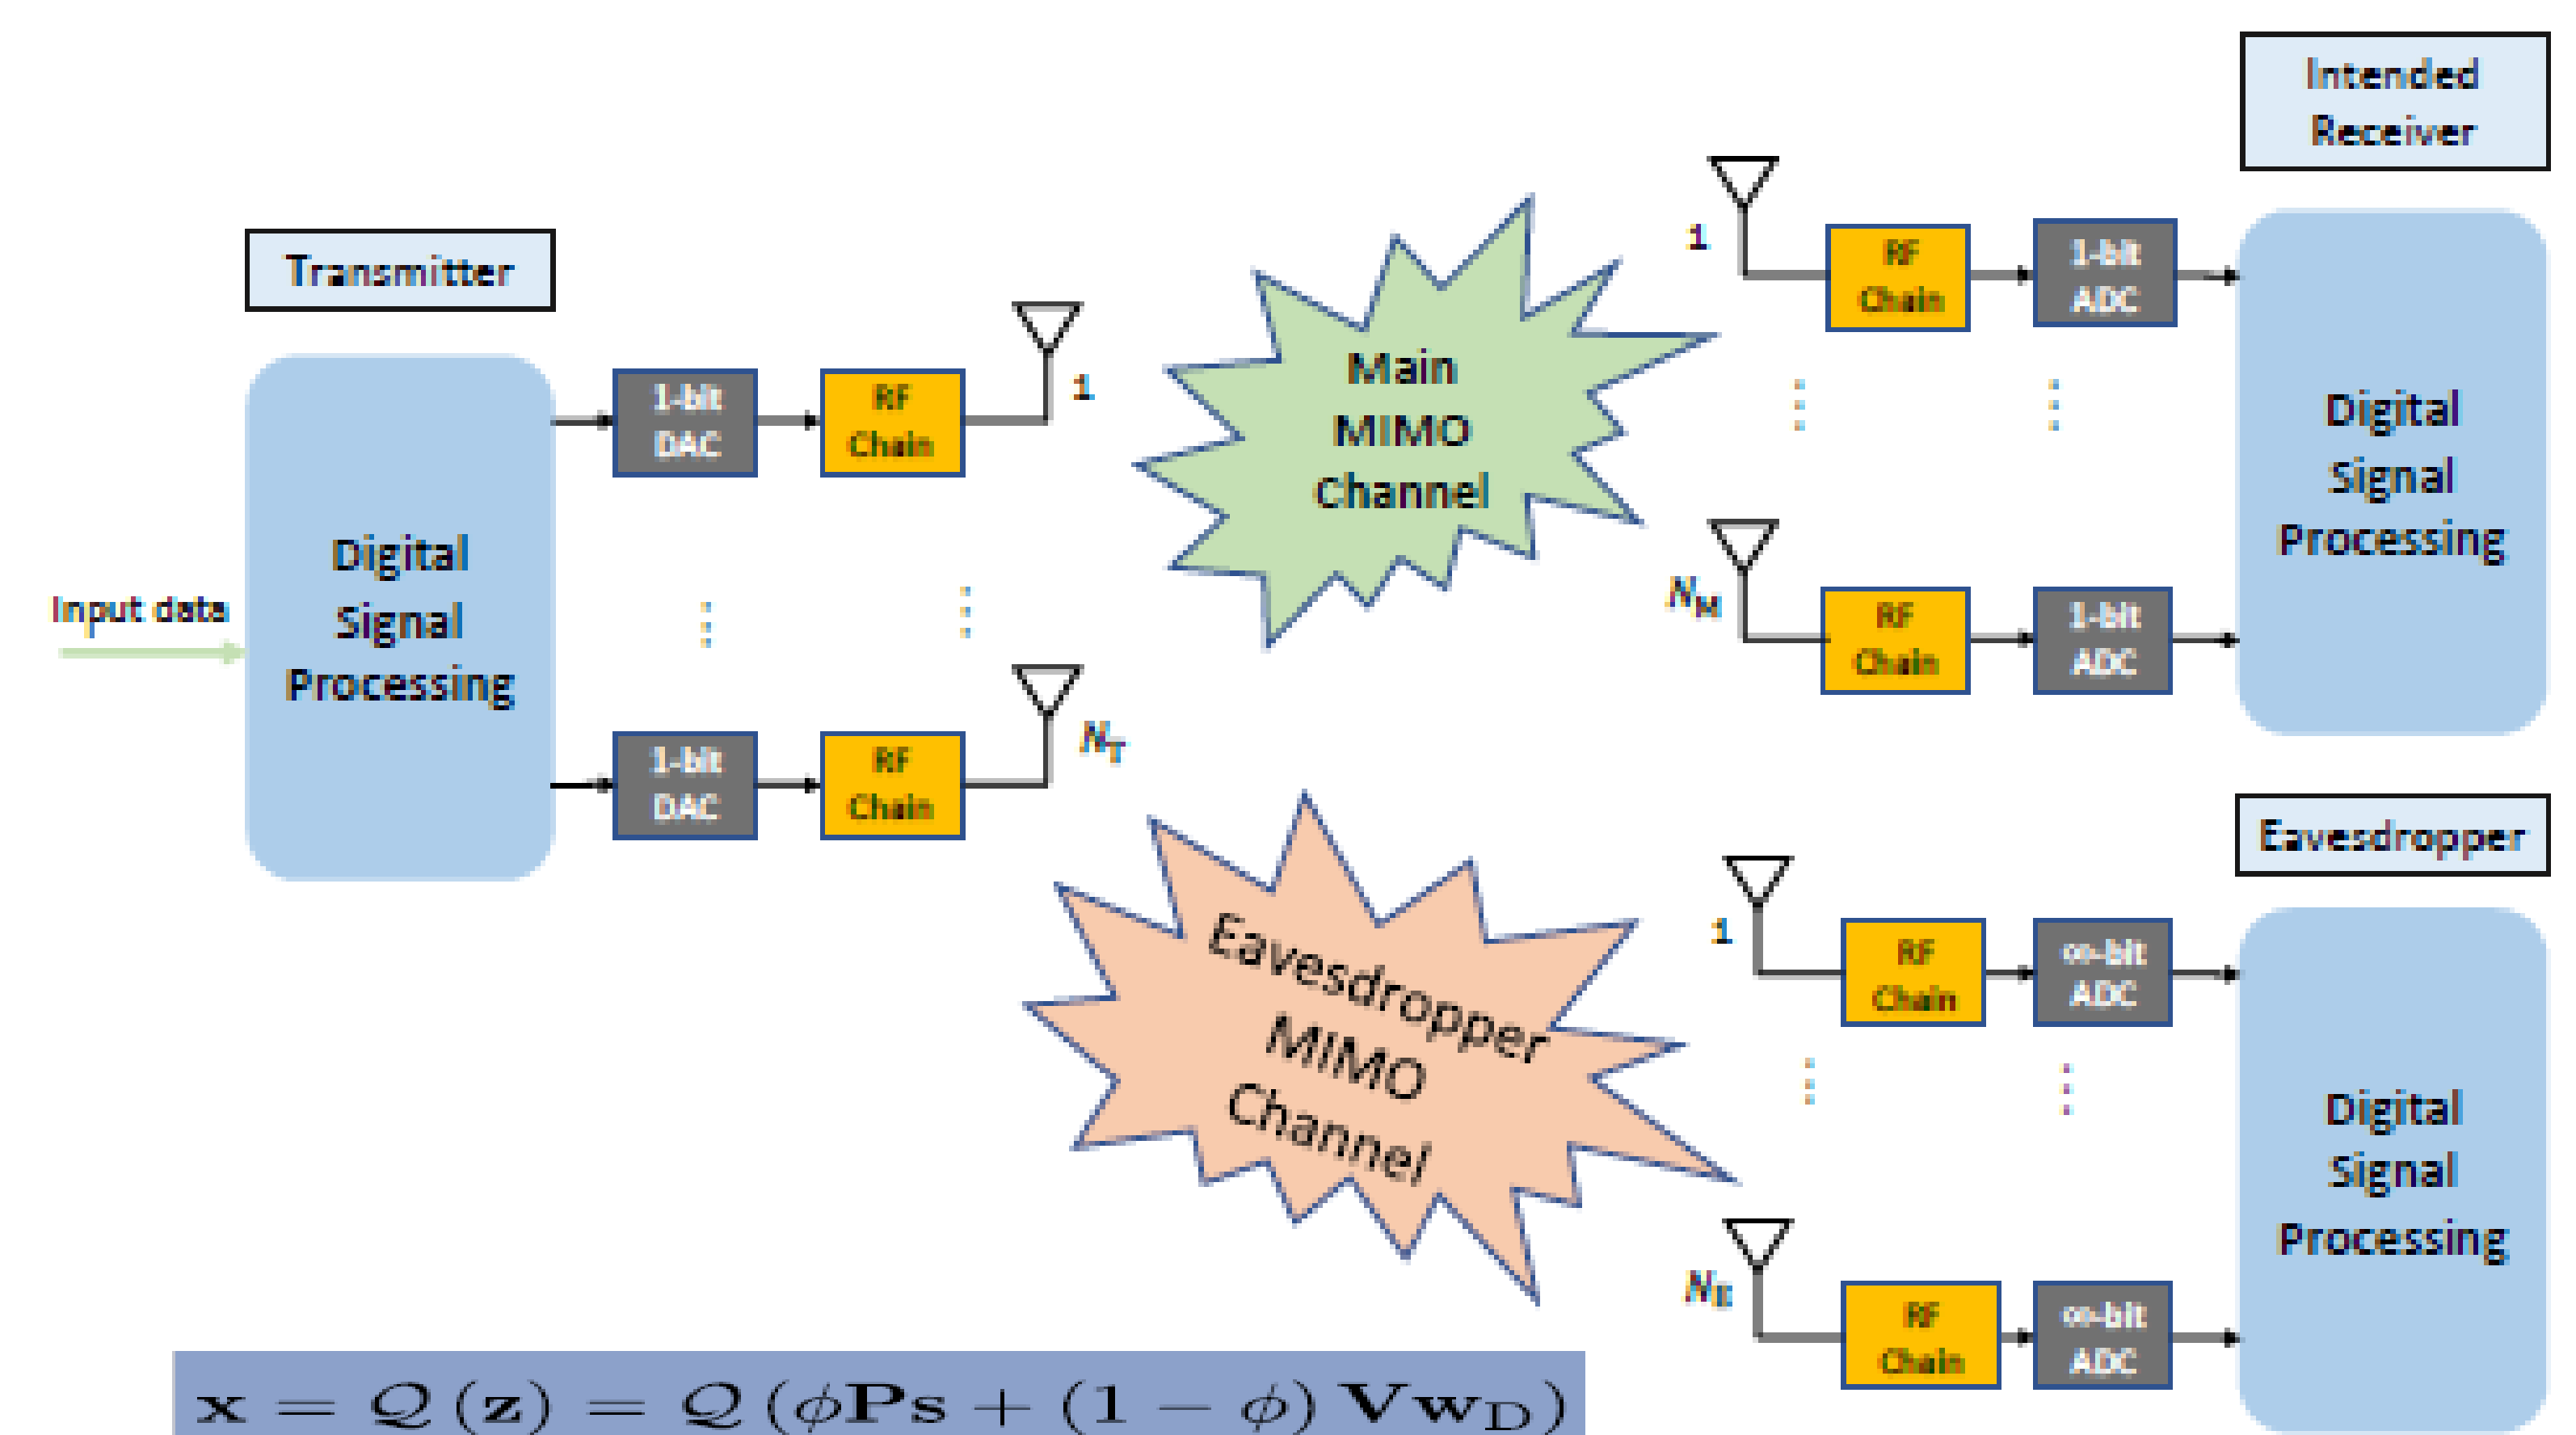 Intended
Receiver
Transmitter
1
RF
Chain
1-bit
ADC
1-bit
DAC
RF
Chain
1
Main
MIMO
Channel
Digital
Signal
Processing
Input data
Digital
Signal
Processing
N_M
RF
Chain
1-bit
ADC
1-bit
DAC
RF
Chain
N_T
Eavesdropper
1
RF
Chain
∞-bit
ADC
Eavesdropper
MIMO
Channel
Digital
Signal
Processing
N_E
RF
Chain
∞-bit
ADC
x = Q (z) = Q (ϕPs + (1 − ϕ) Vw_D)